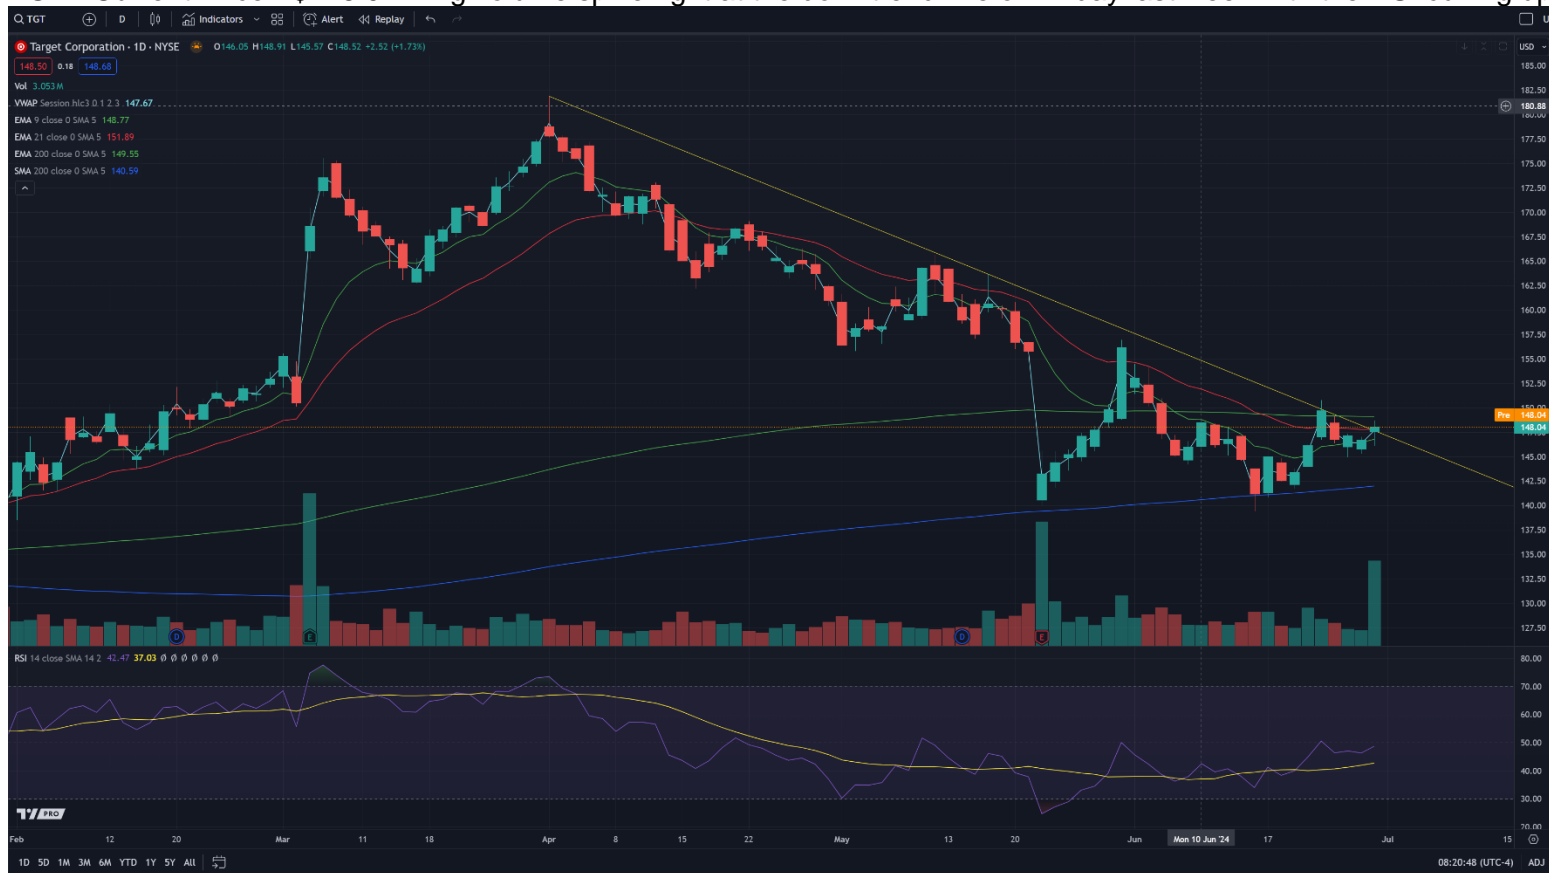 TGT D Indicators Alert Replay
Target Corporation · 1D · NYSE O146.05 H148.91 L145.57 C148.52 +2.52 (+1.73%)
148.50 0.18 148.68
Vol 3.053 M
VWAP Session hlc3 0 1 2 3 147.67
EMA 9 close 0 SMA 5 148.77
EMA 21 close 0 SMA 5 151.89
EMA 200 close 0 SMA 5 149.55
SMA 200 close 0 SMA 5 140.59
USD
185.00
182.50
180.88
180.00
177.50
175.00
172.50
170.00
167.50
165.00
162.50
160.00
157.50
155.00
152.50
150.00
Pre 148.04
148.04
145.00
142.50
140.00
137.50
135.00
132.50
130.00
127.50
D E D E
RSI 14 close SMA 14 2 42.47 37.03 Ø Ø Ø Ø Ø Ø
80.00
70.00
60.00
50.00
40.00
30.00
20.00
PRO
Feb 12 20 Mar 11 18 Apr 8 15 22 May 13 20 Jun Mon 10 Jun '24 17 Jul 15
1D 5D 1M 3M 6M YTD 1Y 5Y All 08:20:48 (UTC-4) ADJ